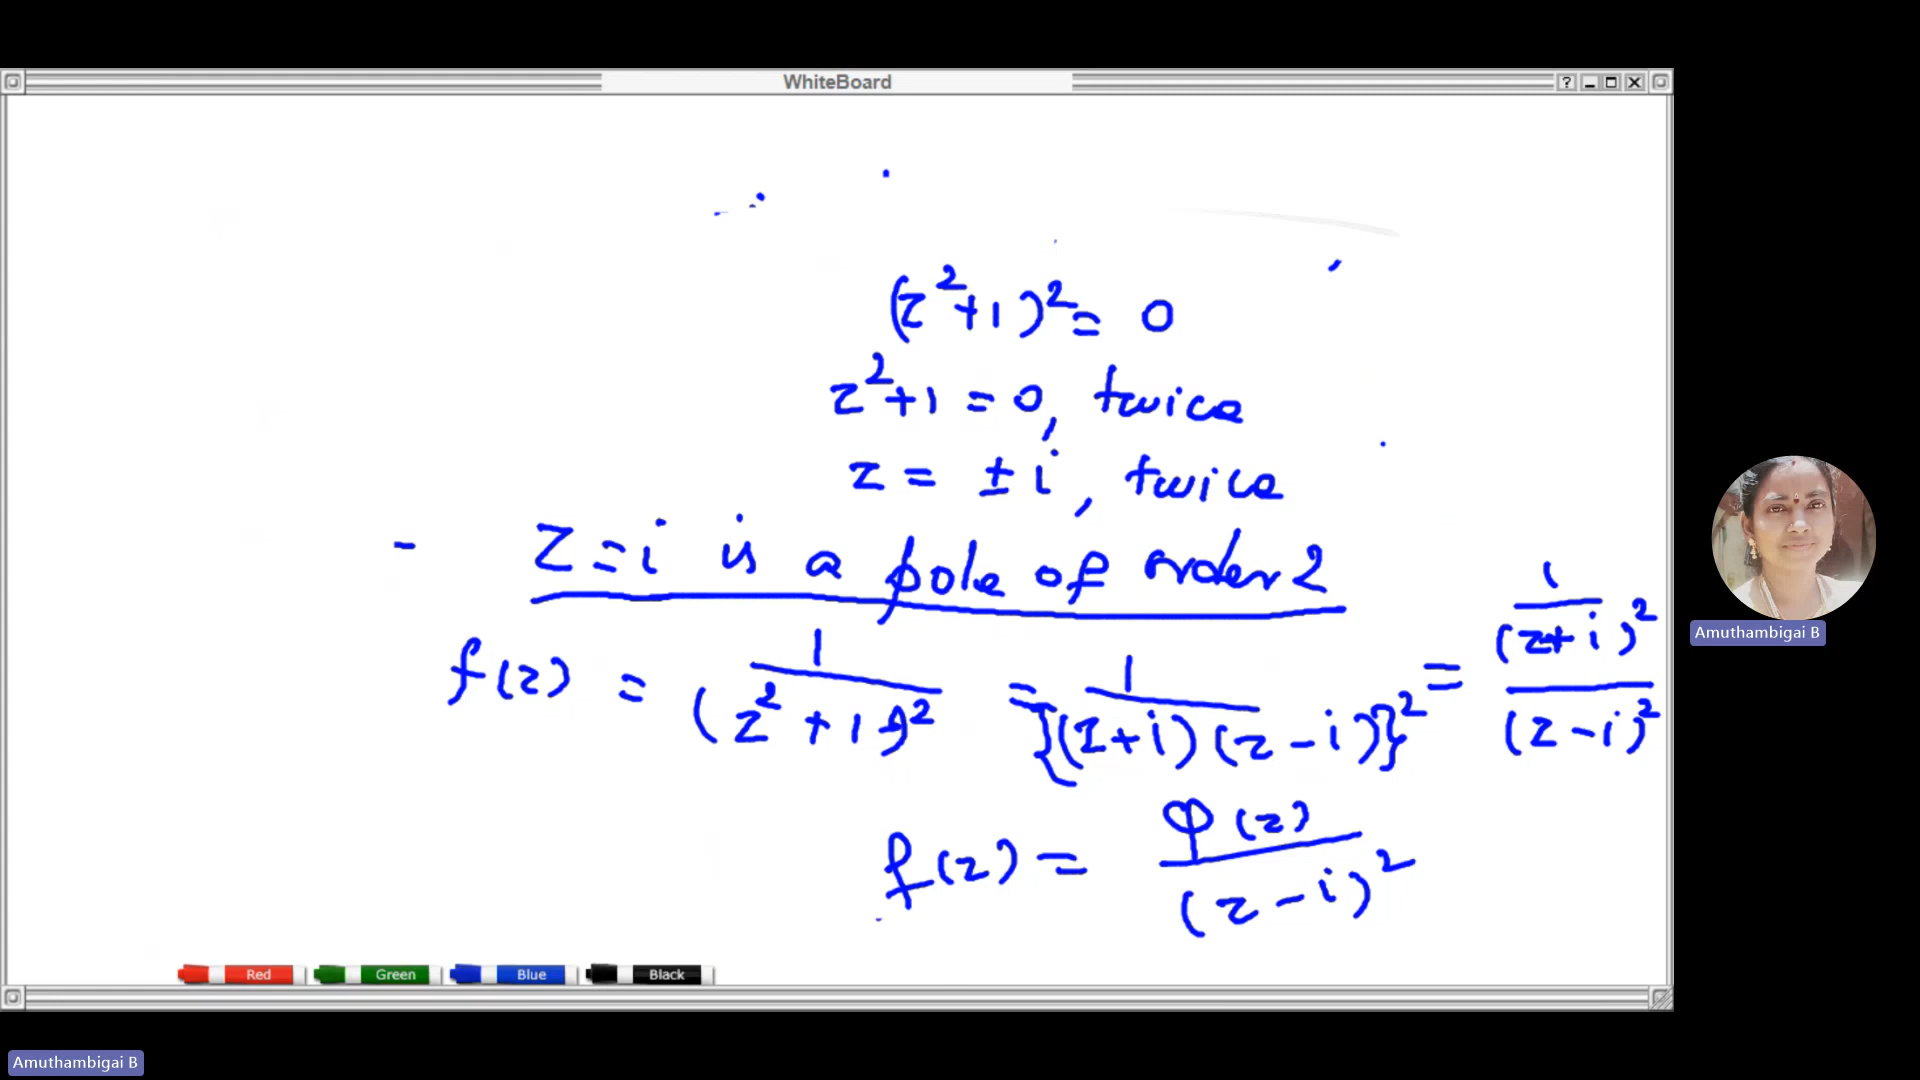 WhiteBoard
(z²+1)² = 0
z²+1 = 0, twice
z = ±i, twice
z = i is a pole of order 2
f(z) = 1/(z²+1)² = 1/{(z+i)(z-i)}² = (1/(z+i)²)/(z-i)²
f(z) = φ(z)/(z-i)²
Red Green Blue Black
Amuthambigai B
Amuthambigai B